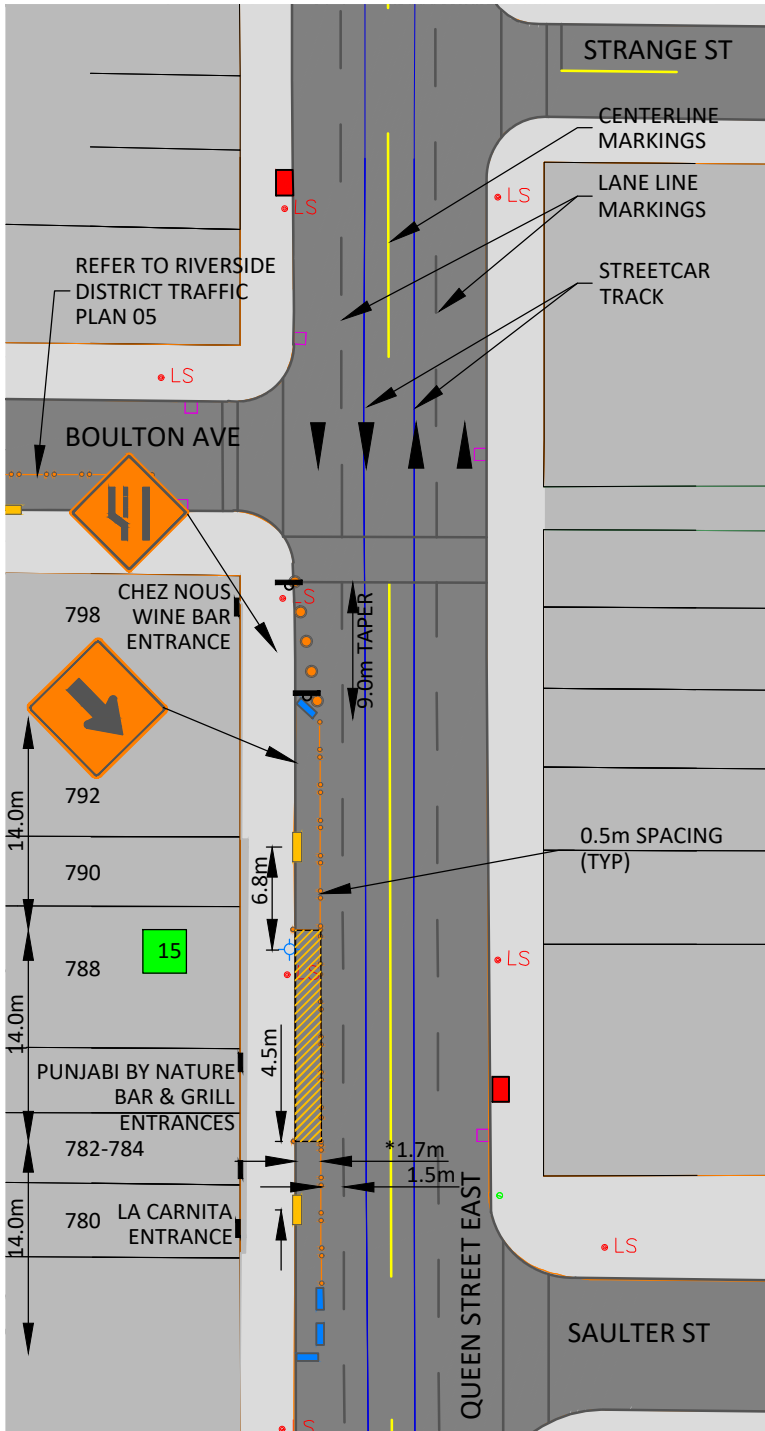 STRANGE ST
CENTERLINE
MARKINGS
LANE LINE
MARKINGS
LS
LS
STREETCAR
TRACK
REFER TO RIVERSIDE
DISTRICT TRAFFIC
PLAN 05
LS
BOULTON AVE
CHEZ NOUS
WINE BAR
ENTRANCE
798
LS
9.0m TAPER
14.0m
792
790
6.8m
0.5m SPACING
(TYP)
15
788
LS
14.0m
4.5m
PUNJABI BY NATURE
BAR & GRILL
ENTRANCES
782-784
*1.7m
1.5m
14.0m
780
LA CARNITA
ENTRANCE
QUEEN STREET EAST
LS
SAULTER ST
LS